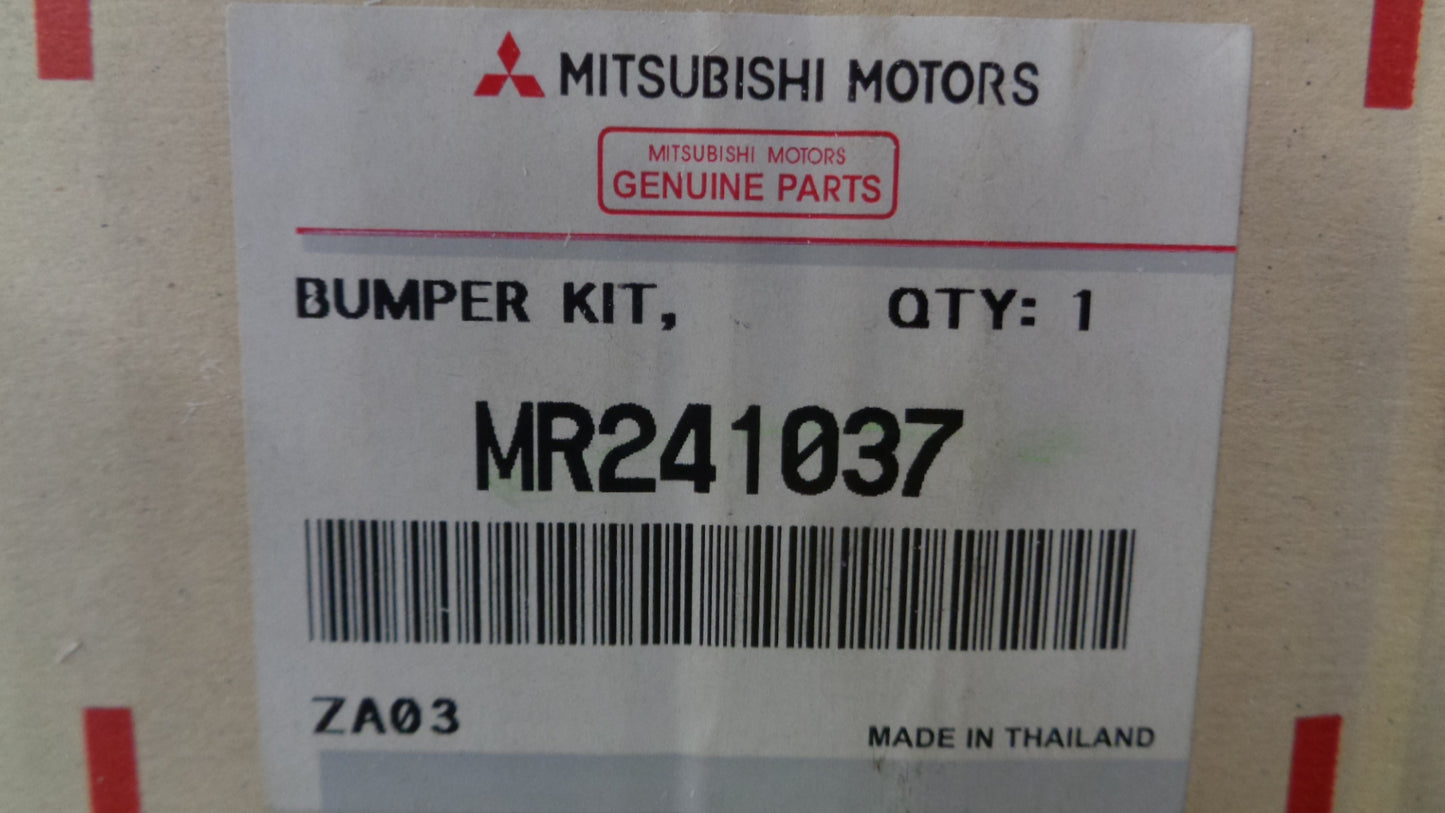 MITSUBISHI MOTORS
MITSUBISHI MOTORS
GENUINE PARTS
BUMPER KIT, QTY: 1
MR241037
ZA03
MADE IN THAILAND